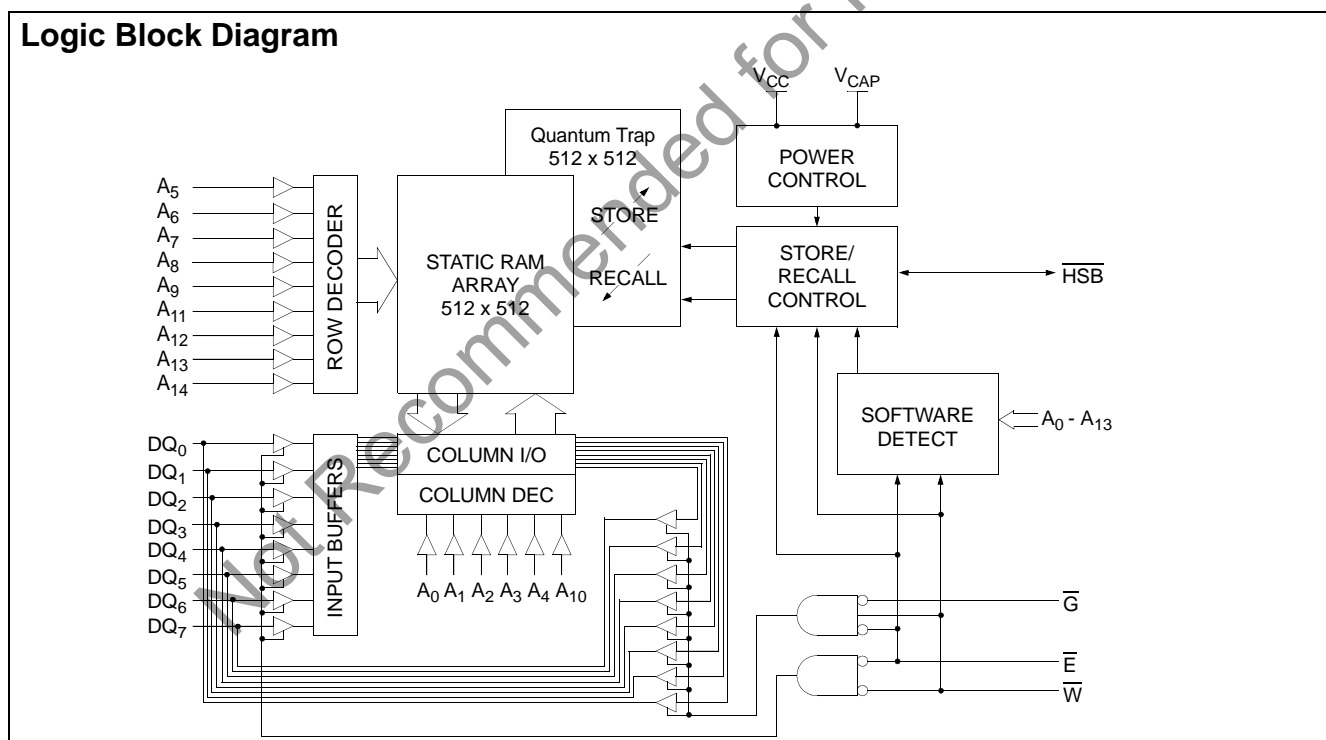 Logic Block Diagram
Not Recommended for
VCC
VCAP
Quantum Trap
512 x 512
POWER
CONTROL
A5
A6
A7
A8
A9
A11
A12
A13
A14
ROW DECODER
STATIC RAM
ARRAY
512 x 512
STORE
RECALL
STORE/
RECALL
CONTROL
HSB
SOFTWARE
DETECT
A0 - A13
DQ0
DQ1
DQ2
DQ3
DQ4
DQ5
DQ6
DQ7
INPUT BUFFERS
COLUMN I/O
COLUMN DEC
A0 A1 A2 A3 A4 A10
G
E
W